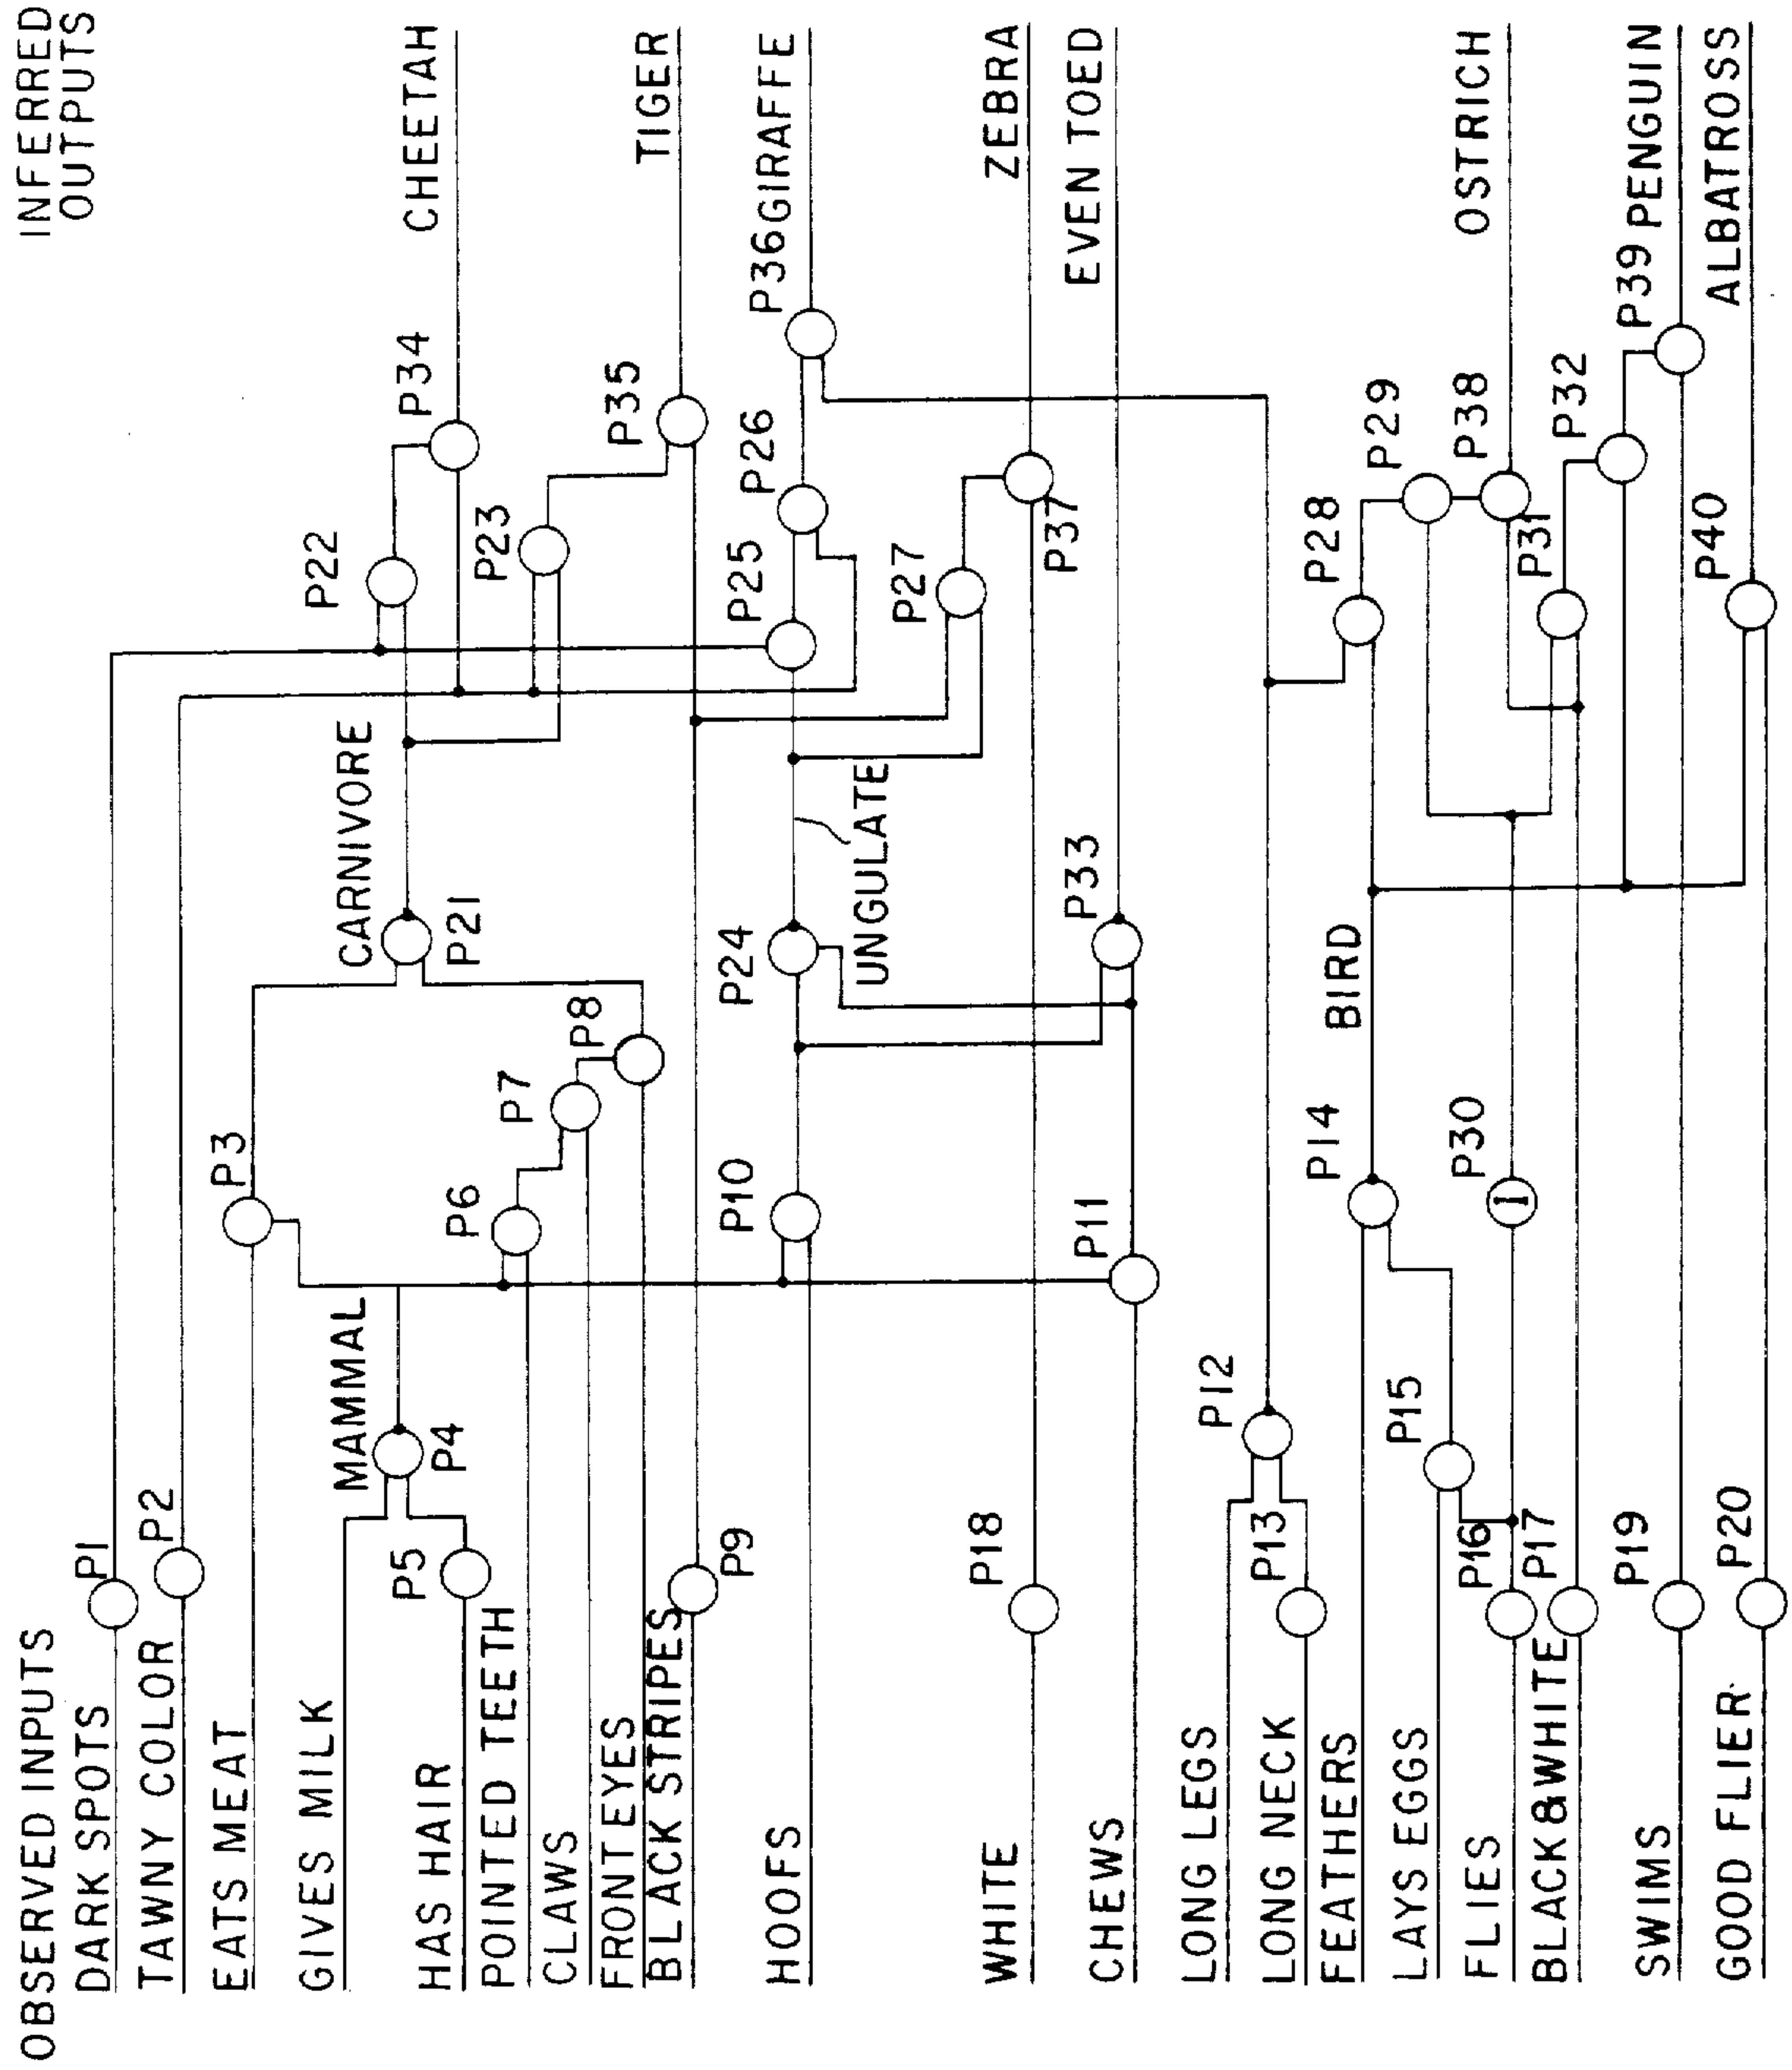 OBSERVED INPUTS
DARK SPOTS
TAWNY COLOR
EATS MEAT
GIVES MILK
HAS HAIR
POINTED TEETH
CLAWS
FRONT EYES
BLACK STRIPES
HOOFS
WHITE
CHEWS
LONG LEGS
LONG NECK
FEATHERS
LAYS EGGS
FLIES
BLACK&WHITE
SWIMS
GOOD FLIER
P1
P2
P3
MAMMAL
P4
P5
P6
P7
P8
P9
P10
P11
P12
P13
P14
P15
P16
P17
P18
P19
P20
CARNIVORE
P21
P22
P23
P24
UNGULATE
P25
P26
P27
BIRD
P28
P29
P30
I
P31
P32
P33
P34
P35
P36
P37
P38
P39
P40
INFERRED
OUTPUTS
CHEETAH
TIGER
GIRAFFE
ZEBRA
EVEN TOED
OSTRICH
PENGUIN
ALBATROSS